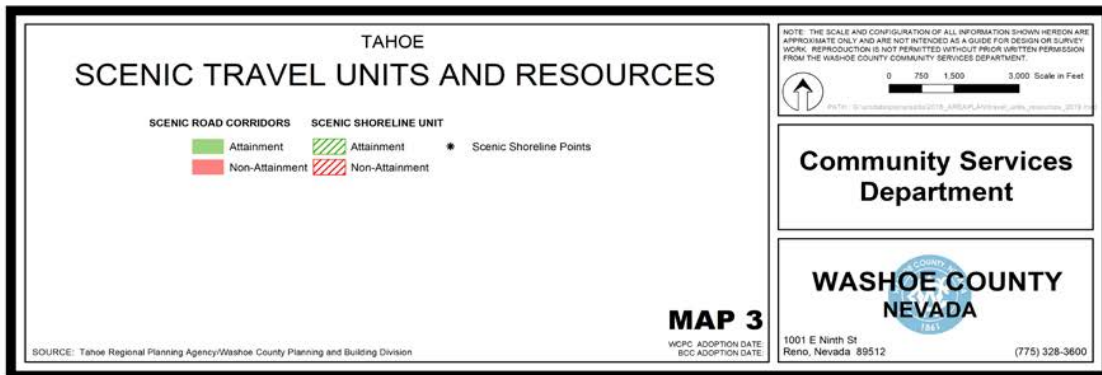 TAHOE
SCENIC TRAVEL UNITS AND RESOURCES
SCENIC ROAD CORRIDORS SCENIC SHORELINE UNIT
Attainment Attainment Scenic Shoreline Points
Non-Attainment Non-Attainment
MAP 3
SOURCE: Tahoe Regional Planning Agency/Washoe County Planning and Building Division
WCPC ADOPTION DATE:
BCC ADOPTION DATE:
NOTE: THE SCALE AND CONFIGURATION OF ALL INFORMATION SHOWN HEREON ARE
APPROXIMATE ONLY AND ARE NOT INTENDED AS A GUIDE FOR DESIGN OR SURVEY
WORK. REPRODUCTION IS NOT PERMITTED WITHOUT PRIOR WRITTEN PERMISSION
FROM THE WASHOE COUNTY COMMUNITY SERVICES DEPARTMENT.
0 750 1,500 3,000 Scale in Feet
PATH:
Community Services
Department
WASHOE COUNTY
NEVADA
1861
1001 E Ninth St
Reno, Nevada 89512 (775) 328-3600